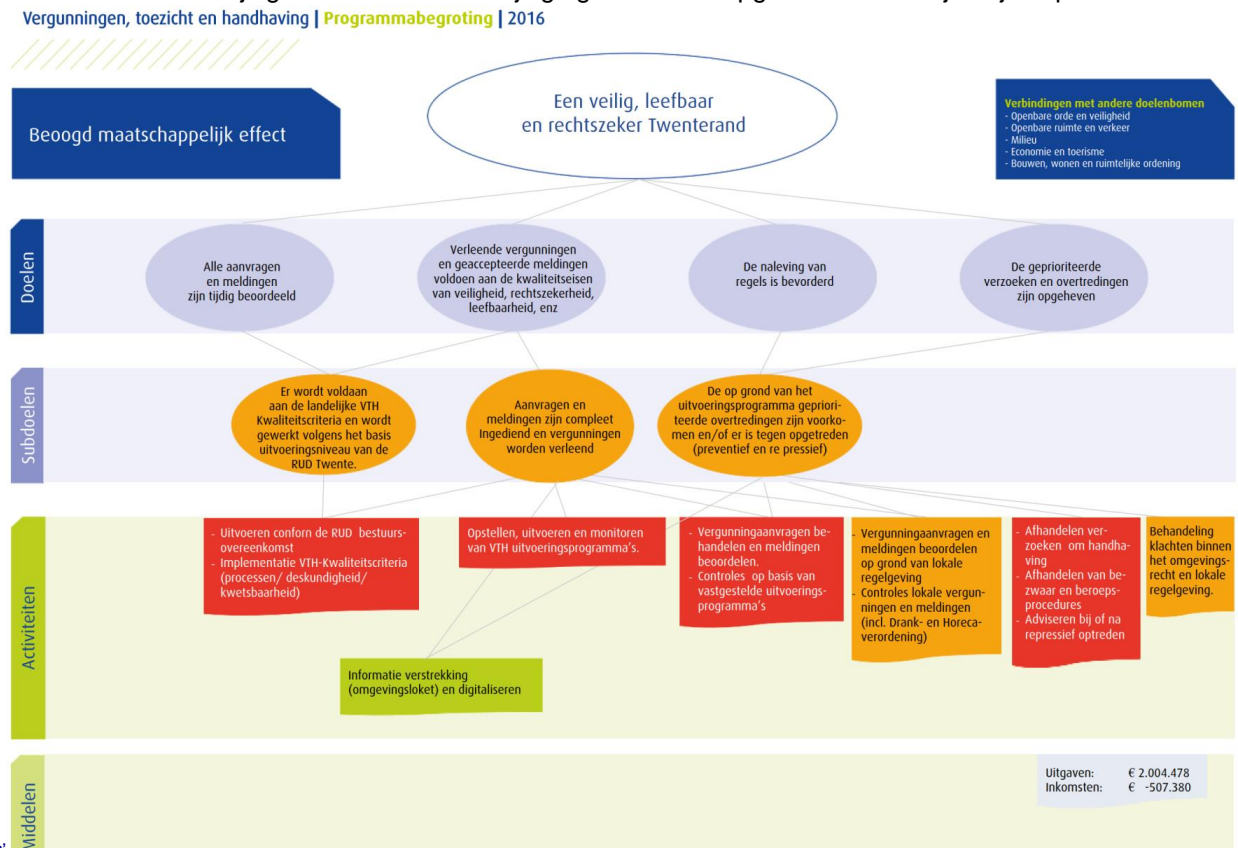 Vergunningen, toezicht en handhaving | Programmabegroting | 2016
Beoogd maatschappelijk effect
Een veilig, leefbaar
en rechtszeker Twenterand
Verbindingen met andere doelenbomen
- Openbare orde en veiligheid
- Openbare ruimte en verkeer
- Milieu
- Economie en toerisme
- Bouwen, wonen en ruimtelijke ordening
Doelen
Alle aanvragen
en meldingen
zijn tijdig beoordeeld
Verleende vergunningen
en geaccepteerde meldingen
voldoen aan de kwaliteitseisen
van veiligheid, rechtszekerheid,
leefbaarheid, enz
De naleving van
regels is bevorderd
De geprioriteerde
verzoeken en overtredingen
zijn opgeheven
Subdoelen
Er wordt voldaan
aan de landelijke VTH
Kwaliteitscriteria en wordt
gewerkt volgens het basis
uitvoeringsniveau van de
RUD Twente.
Aanvragen en
meldingen zijn compleet
Ingediend en vergunningen
worden verleend
De op grond van het
uitvoeringsprogramma gepriori-
teerde overtredingen zijn voorko-
men en/of er is tegen opgetreden
(preventief en re pressief)
Activiteiten
- Uitvoeren conforn de RUD bestuurs-
overeenkomst
- Implementatie VTH-Kwaliteitscriteria
(processen/ deskundigheid/
kwetsbaarheid)
Opstellen, uitvoeren en monitoren
van VTH uitvoeringsprogramma's.
- Vergunningaanvragen be-
handelen en meldingen
beoordelen.
- Controles op basis van
vastgestelde uitvoerings-
programma's
- Vergunningaanvragen en
meldingen beoordelen
op grond van lokale
regelgeving
- Controles lokale vergun-
ningen en meldingen
(incl. Drank- en Horeca-
verordening)
- Afhandelen ver-
zoeken om handha-
ving
- Afhandelen van be-
zwaar en beroeps-
procedures
- Adviseren bij of na
repressief optreden
Behandeling
klachten binnen
het omgevings-
recht en lokale
regelgeving.
Informatie verstrekking
(omgevingsloket) en digitaliseren
Middelen
Uitgaven: € 2.004.478
Inkomsten: € -507.380